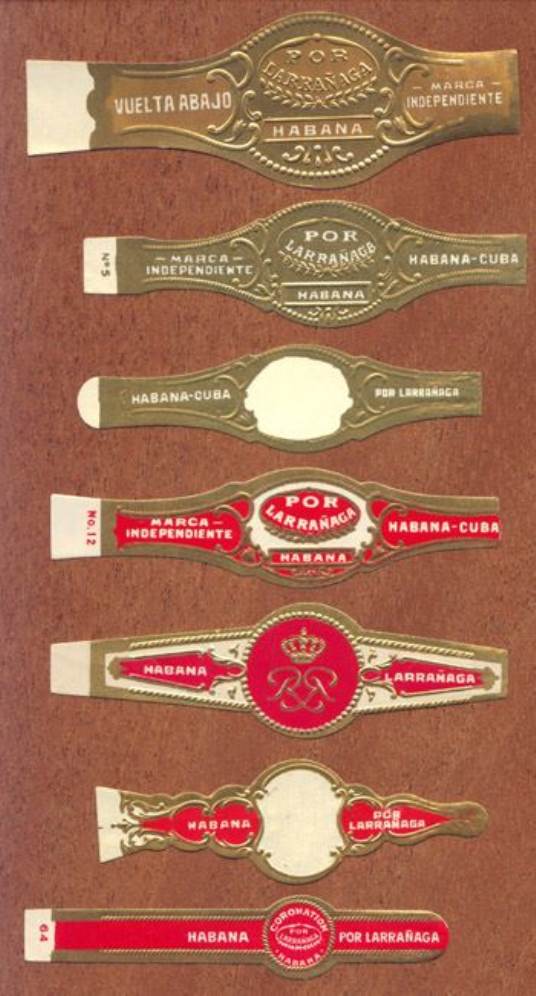 VUELTA ABAJO
POR
LARRAÑAGA
HABANA
— MARCA —
INDEPENDIENTE
Nº 5
— MARCA —
INDEPENDIENTE
POR
LARRAÑAGA
HABANA
HABANA-CUBA
HABANA-CUBA
POR LARRAÑAGA
No.12
— MARCA —
INDEPENDIENTE
POR
LARRAÑAGA
HABANA
HABANA-CUBA
HABANA
LARRAÑAGA
HABANA
POR
LARRAÑAGA
64
HABANA
CORONATION
POR
LARRAÑAGA
HABANA
POR LARRAÑAGA